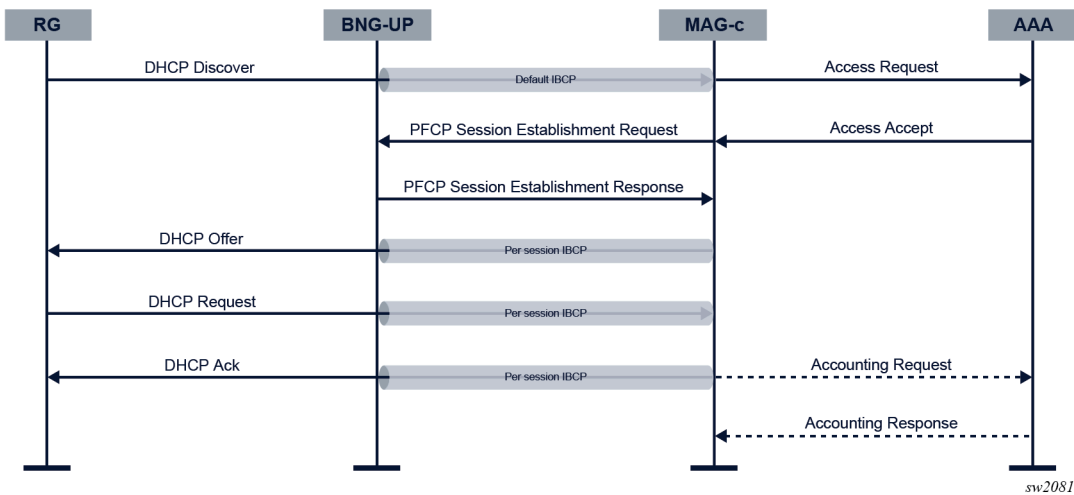 RG
BNG-UP
MAG-c
AAA
DHCP Discover
Default IBCP
Access Request
PFCP Session Establishment Request
Access Accept
PFCP Session Establishment Response
DHCP Offer
Per session IBCP
DHCP Request
Per session IBCP
DHCP Ack
Per session IBCP
Accounting Request
Accounting Response
sw2081